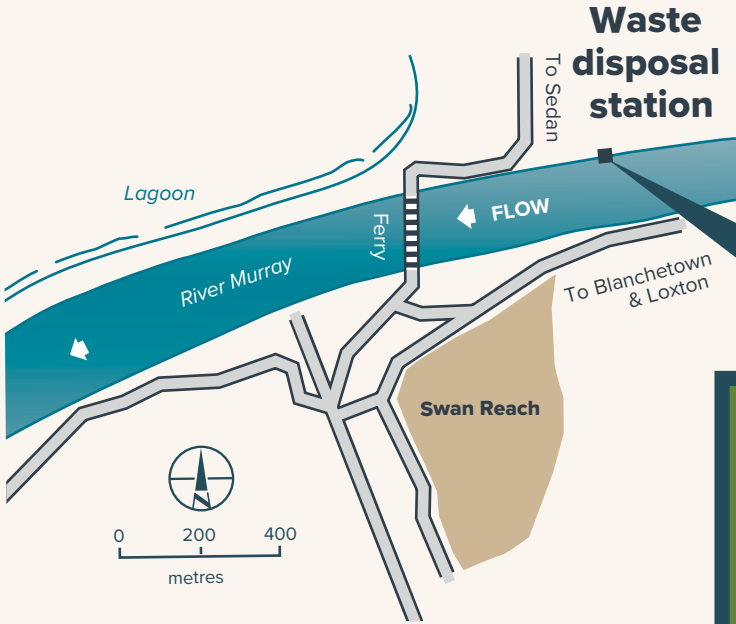 Waste
disposal
station
To Sedan
Lagoon
FLOW
Ferry
River Murray
To Blanchetown
& Loxton
Swan Reach
N
0 200 400
metres